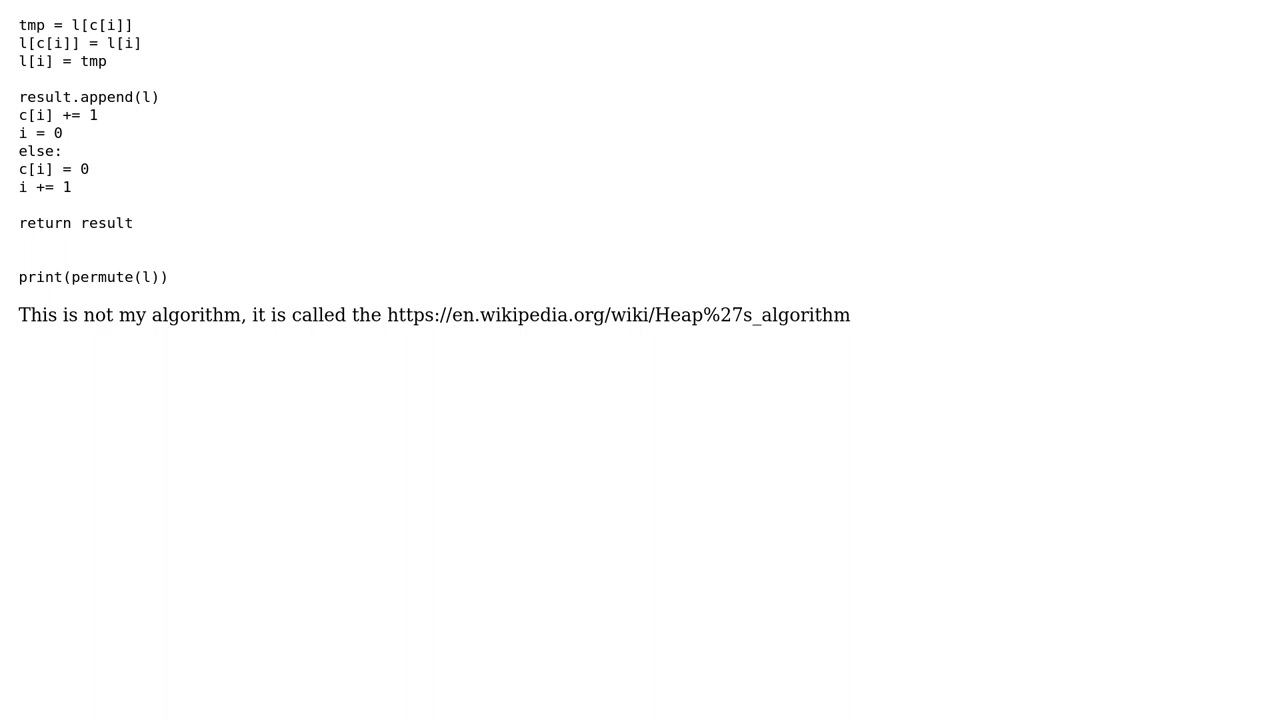 tmp = l[c[i]]
l[c[i]] = l[i]
l[i] = tmp
result.append(l)
c[i] += 1
i = 0
else:
c[i] = 0
i += 1
return result
print(permute(l))
This is not my algorithm, it is called the https://en.wikipedia.org/wiki/Heap%27s_algorithm